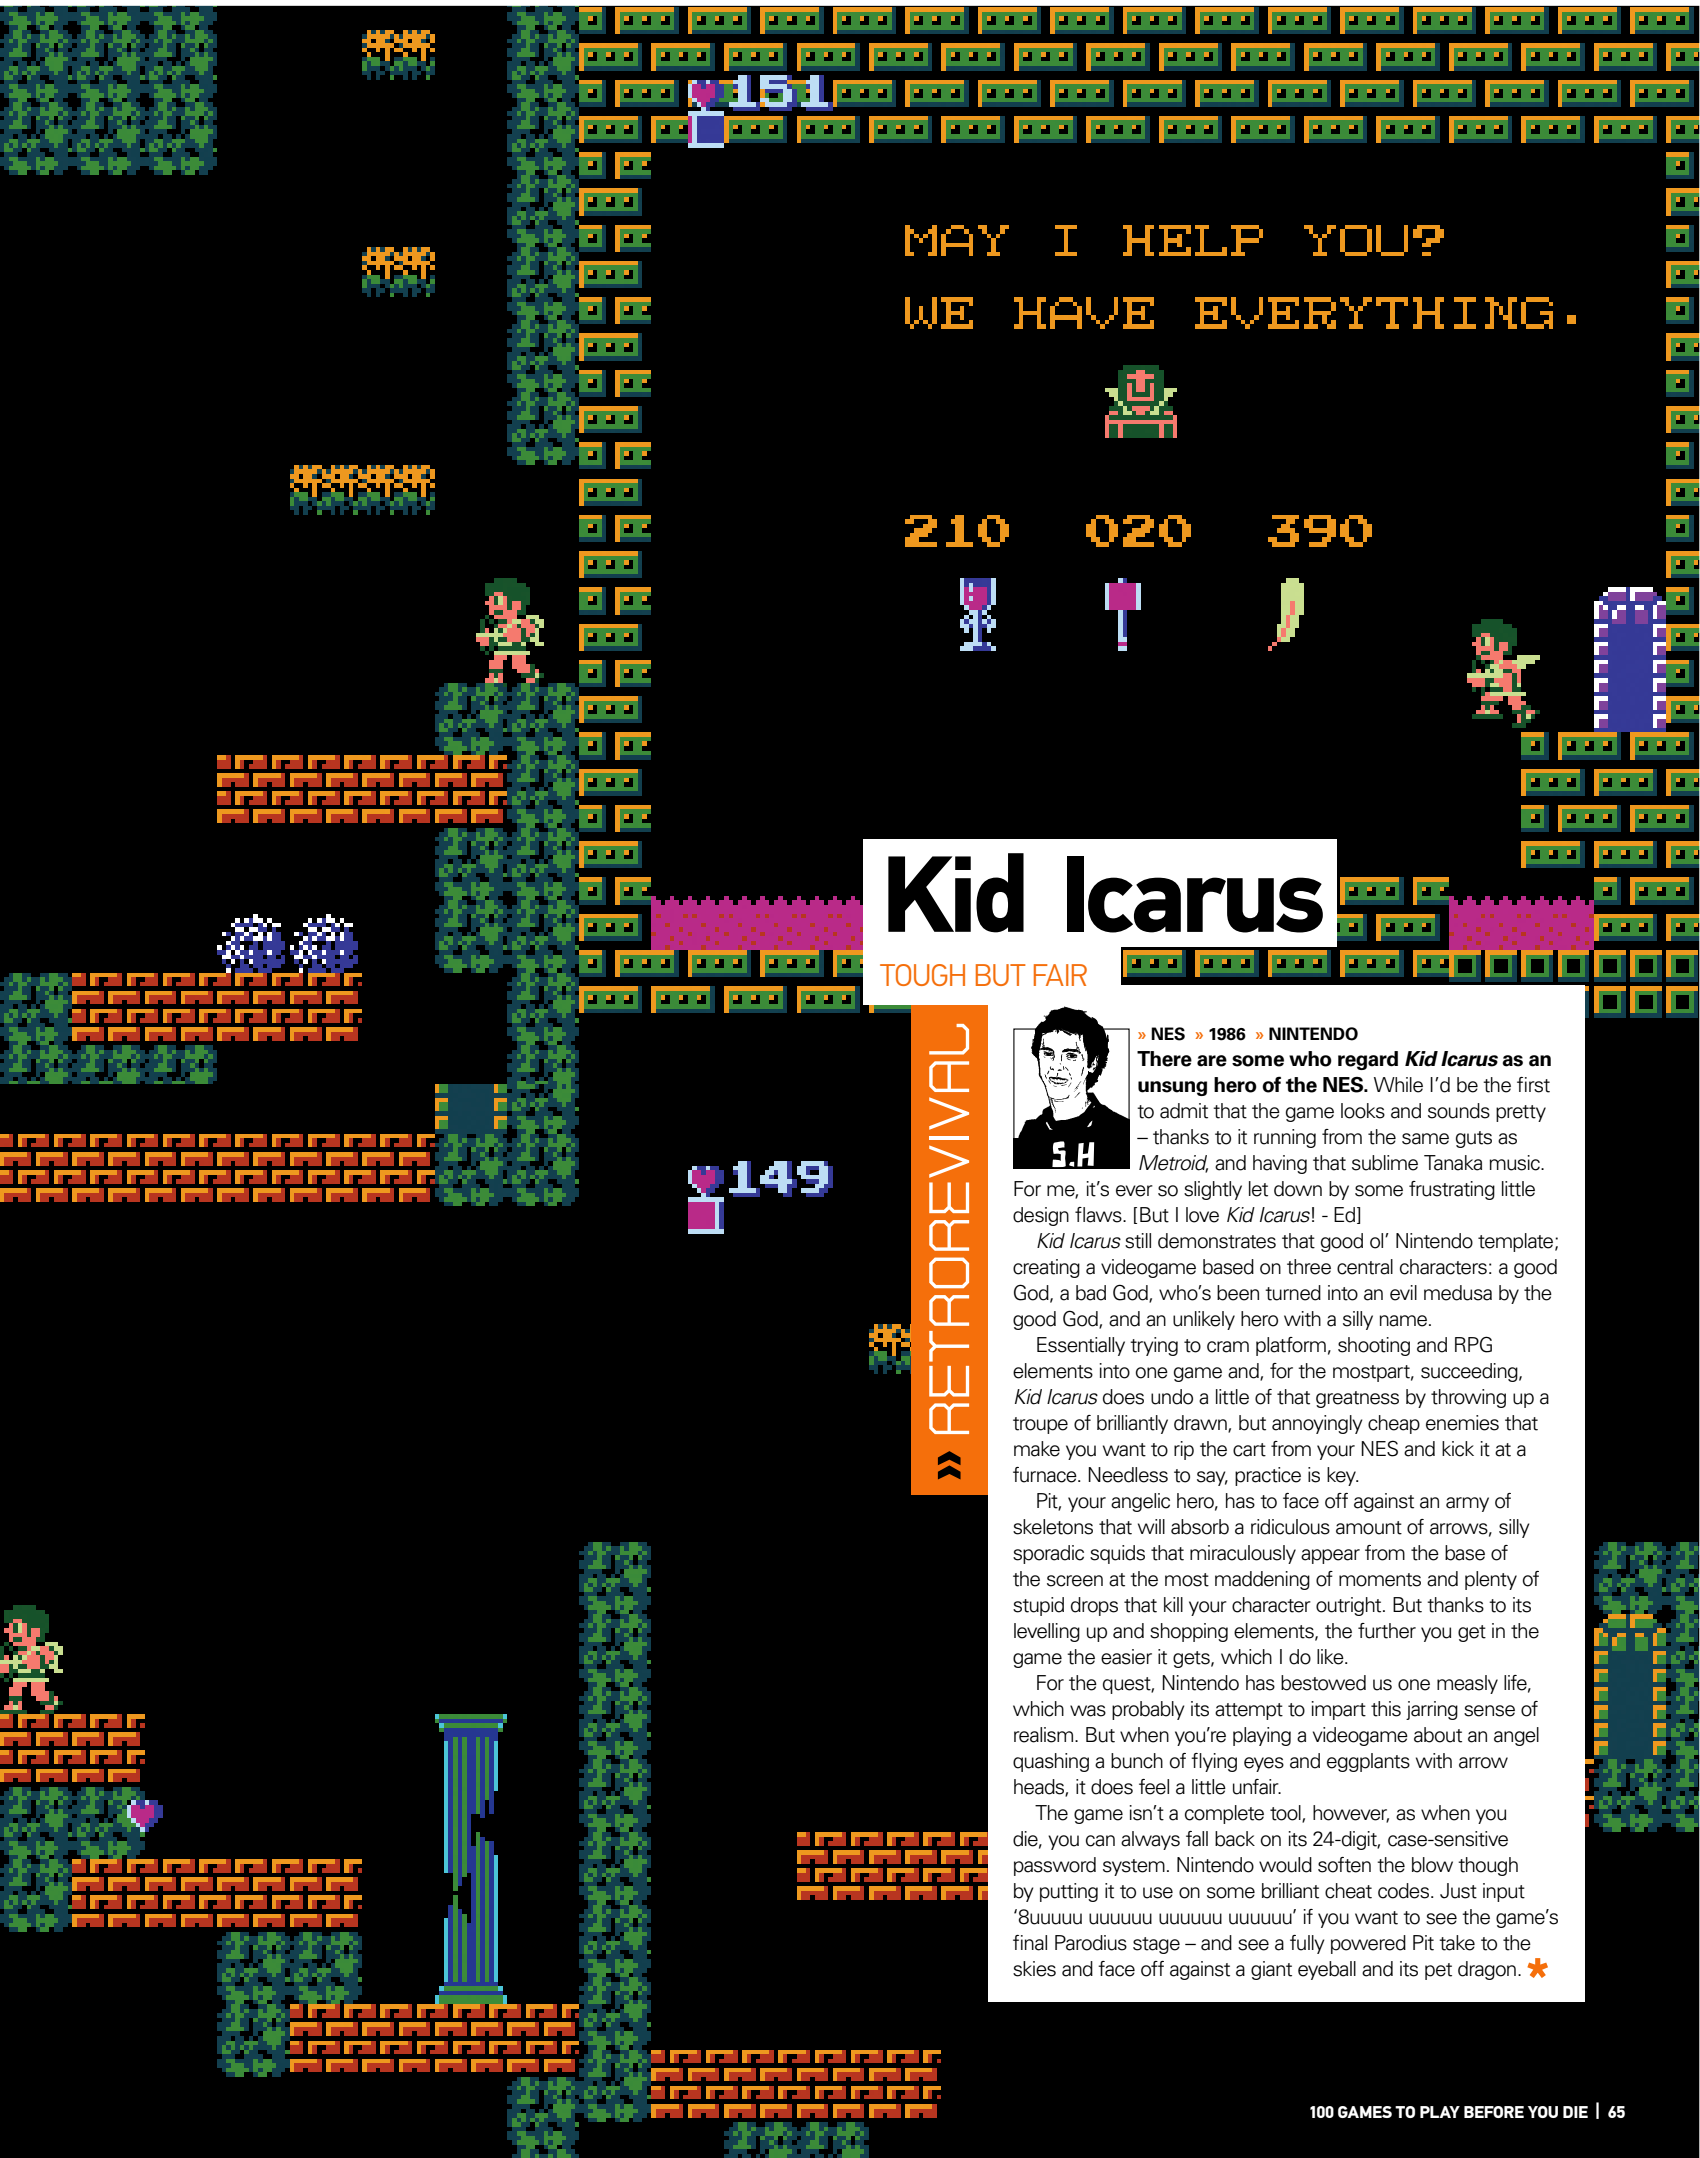 151
MAY I HELP YOU?
WE HAVE EVERYTHING.
210 020 390
Kid Icarus
TOUGH BUT FAIR
» RETROREVIVAL
S.H
» NES » 1986 » NINTENDO
There are some who regard Kid Icarus as an
unsung hero of the NES. While I'd be the first
to admit that the game looks and sounds pretty
– thanks to it running from the same guts as
Metroid, and having that sublime Tanaka music.
For me, it's ever so slightly let down by some frustrating little
design flaws. [But I love Kid Icarus! - Ed]
Kid Icarus still demonstrates that good ol' Nintendo template;
creating a videogame based on three central characters: a good
God, a bad God, who's been turned into an evil medusa by the
good God, and an unlikely hero with a silly name.
Essentially trying to cram platform, shooting and RPG
elements into one game and, for the mostpart, succeeding,
Kid Icarus does undo a little of that greatness by throwing up a
troupe of brilliantly drawn, but annoyingly cheap enemies that
make you want to rip the cart from your NES and kick it at a
furnace. Needless to say, practice is key.
Pit, your angelic hero, has to face off against an army of
skeletons that will absorb a ridiculous amount of arrows, silly
sporadic squids that miraculously appear from the base of
the screen at the most maddening of moments and plenty of
stupid drops that kill your character outright. But thanks to its
levelling up and shopping elements, the further you get in the
game the easier it gets, which I do like.
For the quest, Nintendo has bestowed us one measly life,
which was probably its attempt to impart this jarring sense of
realism. But when you're playing a videogame about an angel
quashing a bunch of flying eyes and eggplants with arrow
heads, it does feel a little unfair.
The game isn't a complete tool, however, as when you
die, you can always fall back on its 24-digit, case-sensitive
password system. Nintendo would soften the blow though
by putting it to use on some brilliant cheat codes. Just input
‘8uuuuu uuuuuu uuuuuu uuuuuu’ if you want to see the game's
final Parodius stage – and see a fully powered Pit take to the
skies and face off against a giant eyeball and its pet dragon. *
149
100 GAMES TO PLAY BEFORE YOU DIE | 65